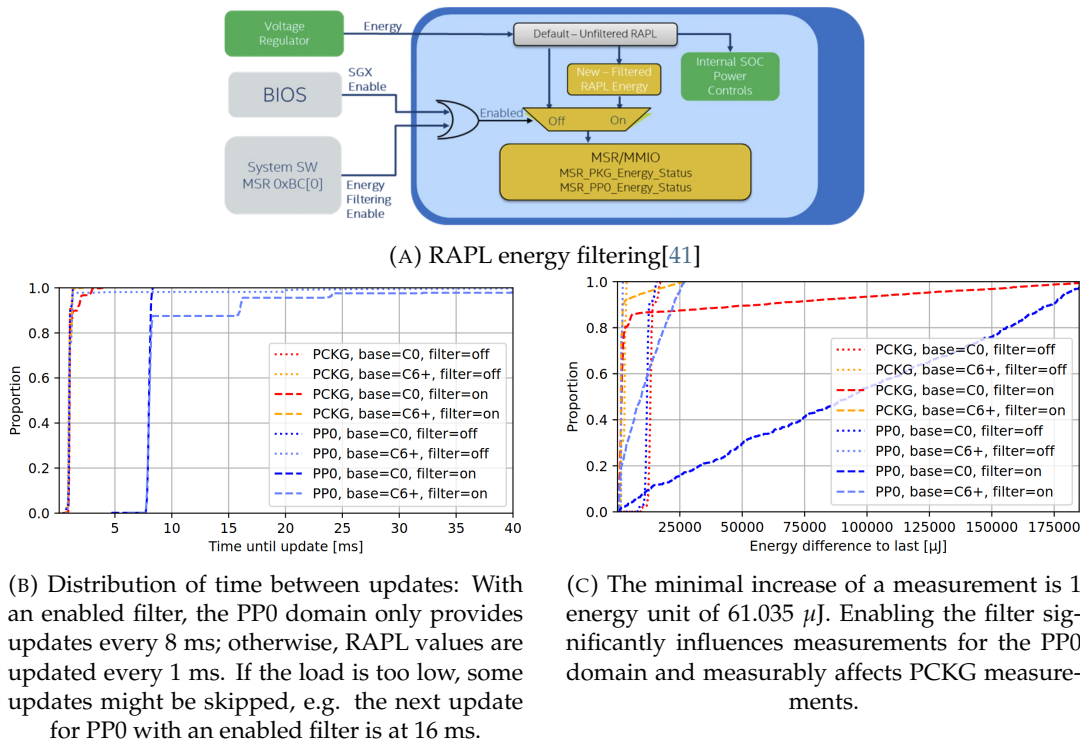 Voltage
Regulator
Energy
Default – Unfiltered RAPL
New – Filtered
RAPL Energy
Internal SOC
Power
Controls
BIOS
SGX
Enable
Enabled
Off
On
System SW
MSR 0xBC[0]
Energy
Filtering
Enable
MSR/MMIO
MSR_PKG_Energy_Status
MSR_PP0_Energy_Status
(A) RAPL energy filtering[41]
1.0
0.8
0.6
0.4
0.2
0.0
Proportion
PCKG, base=C0, filter=off
PCKG, base=C6+, filter=off
PCKG, base=C0, filter=on
PCKG, base=C6+, filter=on
PP0, base=C0, filter=off
PP0, base=C6+, filter=off
PP0, base=C0, filter=on
PP0, base=C6+, filter=on
5 10 15 20 25 30 35 40
Time until update [ms]
1.0
0.8
0.6
0.4
0.2
0.0
Proportion
PCKG, base=C0, filter=off
PCKG, base=C6+, filter=off
PCKG, base=C0, filter=on
PCKG, base=C6+, filter=on
PP0, base=C0, filter=off
PP0, base=C6+, filter=off
PP0, base=C0, filter=on
PP0, base=C6+, filter=on
25000 50000 75000 100000 125000 150000 175000
Energy difference to last [µJ]
(B) Distribution of time between updates: With
an enabled filter, the PP0 domain only provides
updates every 8 ms; otherwise, RAPL values are
updated every 1 ms. If the load is too low, some
updates might be skipped, e.g. the next update
for PP0 with an enabled filter is at 16 ms.
(C) The minimal increase of a measurement is 1
energy unit of 61.035 µJ. Enabling the filter sig-
nificantly influences measurements for the PP0
domain and measurably affects PCKG measure-
ments.